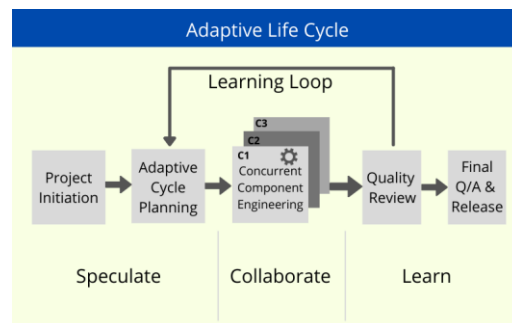 Adaptive Life Cycle
Learning Loop
C3
C2
C1
Project
Initiation
Adaptive
Cycle
Planning
Concurrent
Component
Engineering
Quality
Review
Final
Q/A &
Release
Speculate
Collaborate
Learn